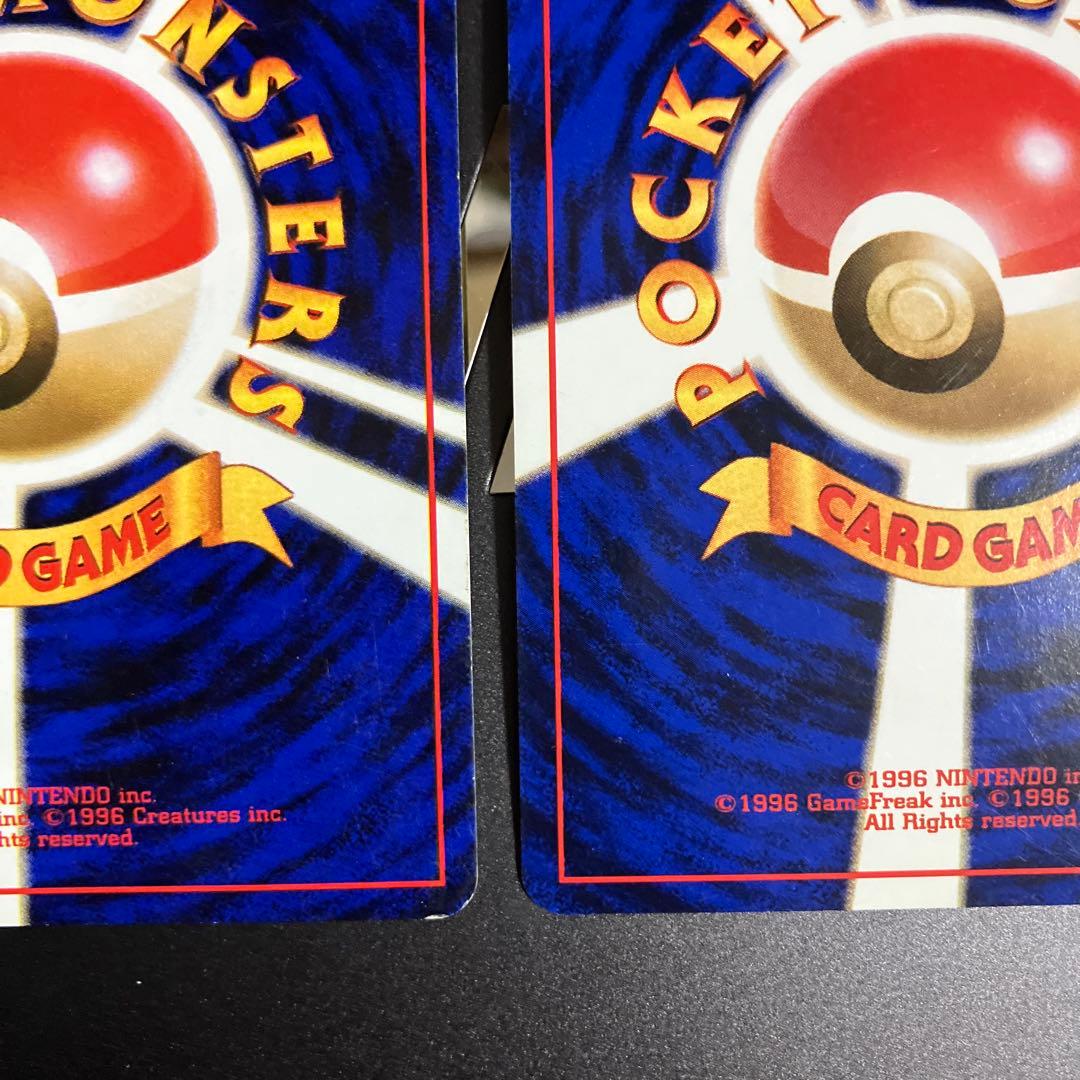 ONSTERS
GAME
NINTENDO inc.
inc. ©1996 Creatures inc.
hts reserved.
POCKET
CARD GAM
©1996 NINTENDO in
©1996 GameFreak inc. ©1996
All Rights reserved